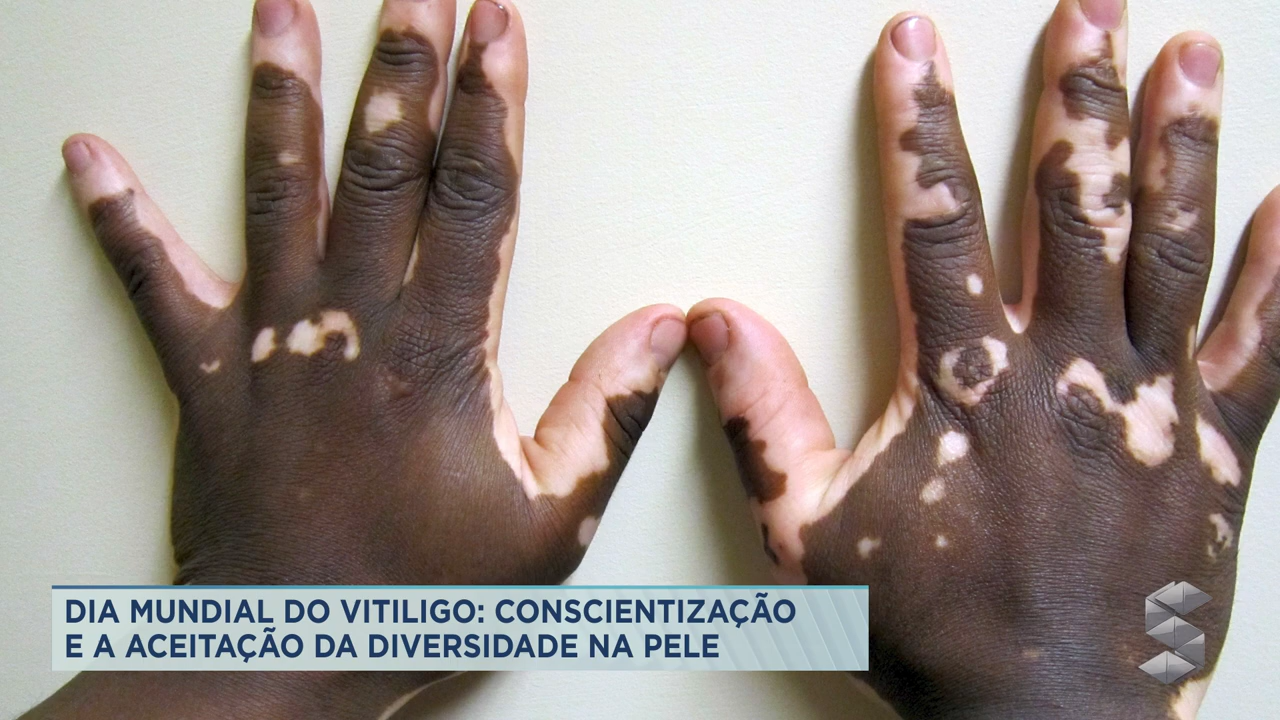 DIA MUNDIAL DO VITILIGO: CONSCIENTIZAÇÃO
E A ACEITAÇÃO DA DIVERSIDADE NA PELE